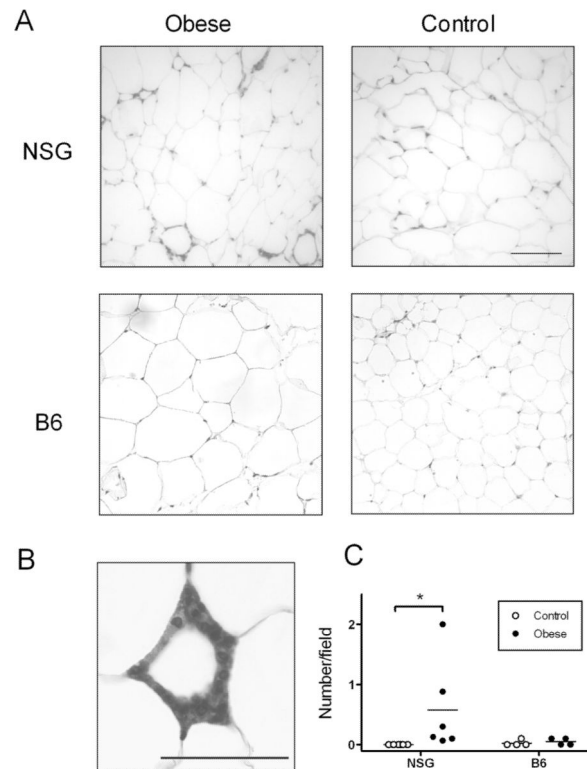 A
Obese
Control
NSG
B6
B
C
*
Number/field
2
1
0
Control
Obese
NSG
B6